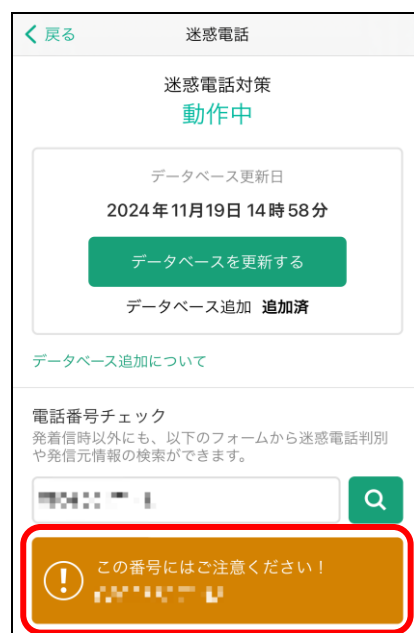 戻る 迷惑電話
迷惑電話対策
動作中
データベース更新日
2024年11月19日 14時58分
データベースを更新する
データベース追加 追加済
データベース追加について
電話番号チェック
発着信時以外にも、以下のフォームから迷惑電話判別
や発信元情報の検索ができます。
この番号にはご注意ください！